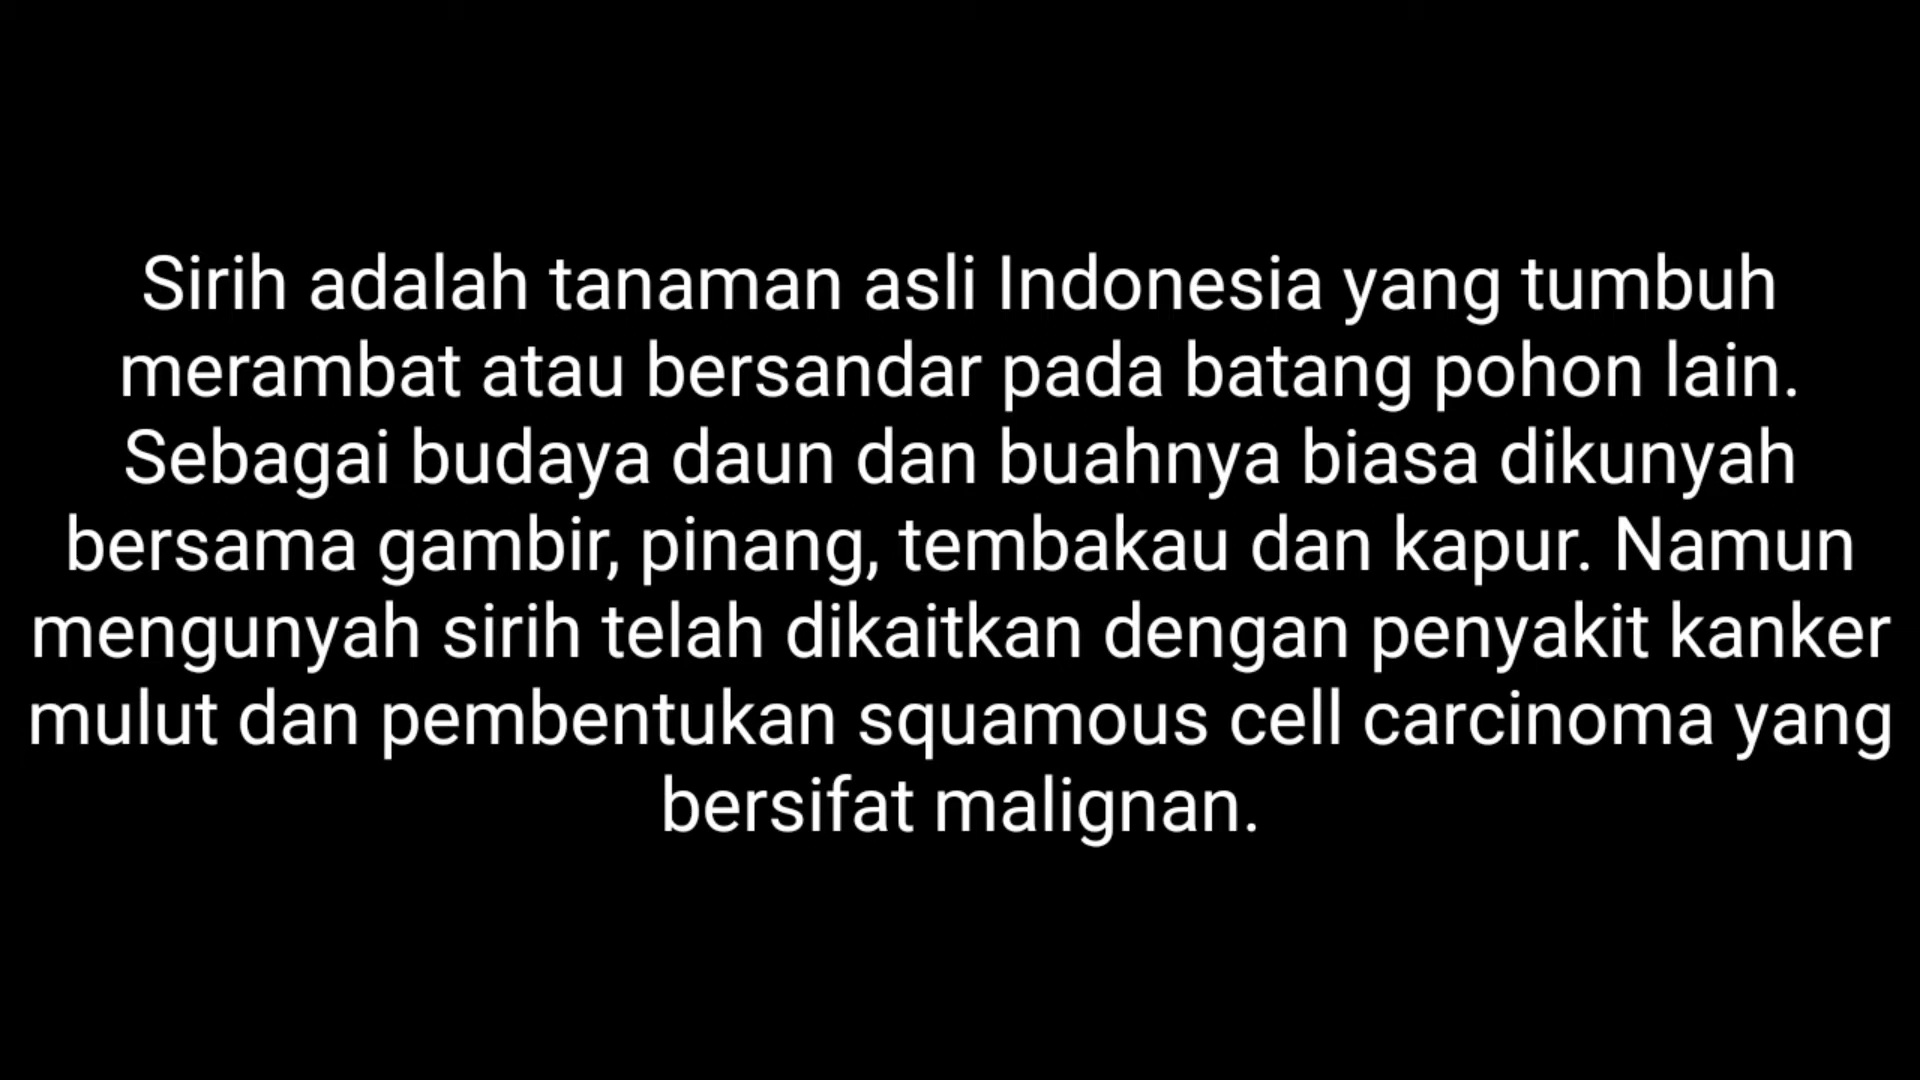 Sirih adalah tanaman asli Indonesia yang tumbuh
merambat atau bersandar pada batang pohon lain.
Sebagai budaya daun dan buahnya biasa dikunyah
bersama gambir, pinang, tembakau dan kapur. Namun
mengunyah sirih telah dikaitkan dengan penyakit kanker
mulut dan pembentukan squamous cell carcinoma yang
bersifat malignan.